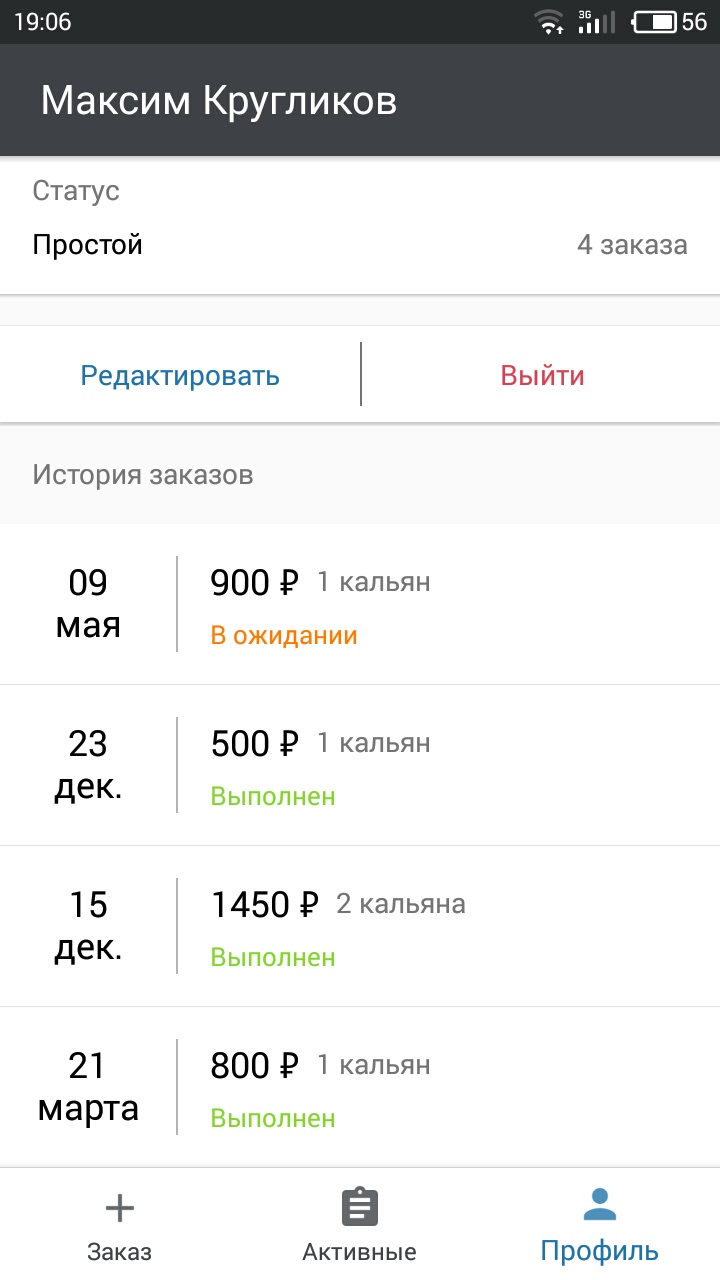 19:06 3G 56
Максим Кругликов
Статус
Простой 4 заказа
Редактировать Выйти
История заказов
09 мая
900 ₽ 1 кальян
В ожидании
23 дек.
500 ₽ 1 кальян
Выполнен
15 дек.
1450 ₽ 2 кальяна
Выполнен
21 марта
800 ₽ 1 кальян
Выполнен
Заказ Активные Профиль